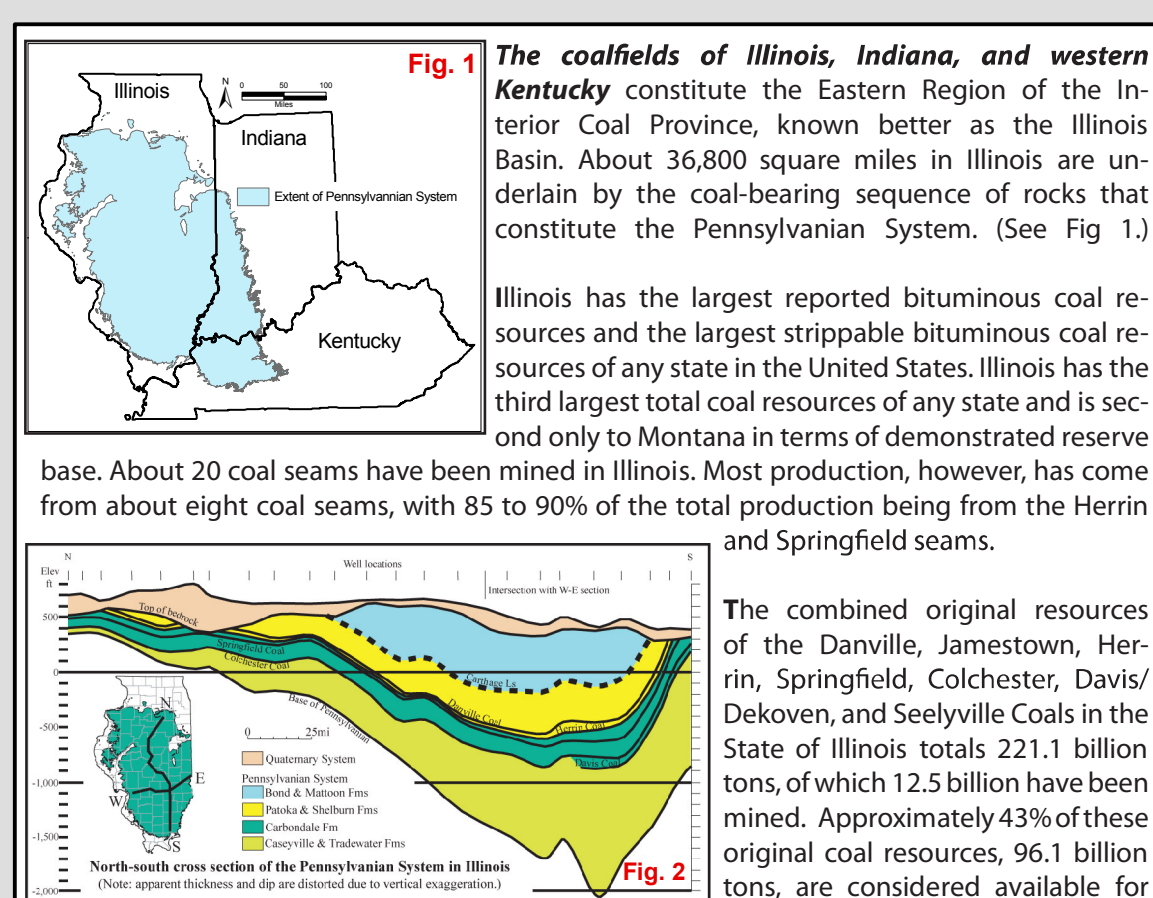 Fig. 1
Illinois
N
0 50 100
Miles
Indiana
Extent of Pennsylvannian System
Kentucky
The coalfields of Illinois, Indiana, and western
Kentucky constitute the Eastern Region of the In-
terior Coal Province, known better as the Illinois
Basin. About 36,800 square miles in Illinois are un-
derlain by the coal-bearing sequence of rocks that
constitute the Pennsylvanian System. (See Fig 1.)
Illinois has the largest reported bituminous coal re-
sources and the largest strippable bituminous coal re-
sources of any state in the United States. Illinois has the
third largest total coal resources of any state and is sec-
ond only to Montana in terms of demonstrated reserve
base. About 20 coal seams have been mined in Illinois. Most production, however, has come
from about eight coal seams, with 85 to 90% of the total production being from the Herrin
and Springfield seams.
N
S
Elev
ft
Well locations
Intersection with W-E section
500
0
-500
-1,000
-1,500
-2,000
Top of bedrock
Springfield Coal
Colchester Coal
Base of Pennsylvanian
Carthage Ls
Danville Coal
Herrin Coal
Davis Coal
N
E
W
S
0 25mi
Quaternary System
Pennsylvanian System
Bond & Mattoon Fms
Patoka & Shelburn Fms
Carbondale Fm
Caseyville & Tradewater Fms
North-south cross section of the Pennsylvanian System in Illinois
(Note: apparent thickness and dip are distorted due to vertical exaggeration.)
Fig. 2
The combined original resources
of the Danville, Jamestown, Her-
rin, Springfield, Colchester, Davis/
Dekoven, and Seelyville Coals in the
State of Illinois totals 221.1 billion
tons, of which 12.5 billion have been
mined. Approximately 43% of these
original coal resources, 96.1 billion
tons, are considered available for